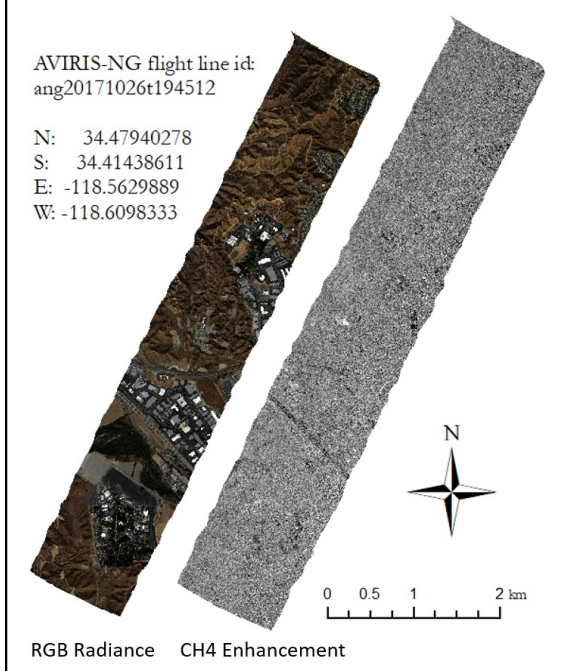 AVIRIS-NG flight line id:
ang20171026t194512
N: 34.47940278
S: 34.41438611
E: -118.5629889
W: -118.6098333
N
0 0.5 1 2 km
RGB Radiance CH4 Enhancement